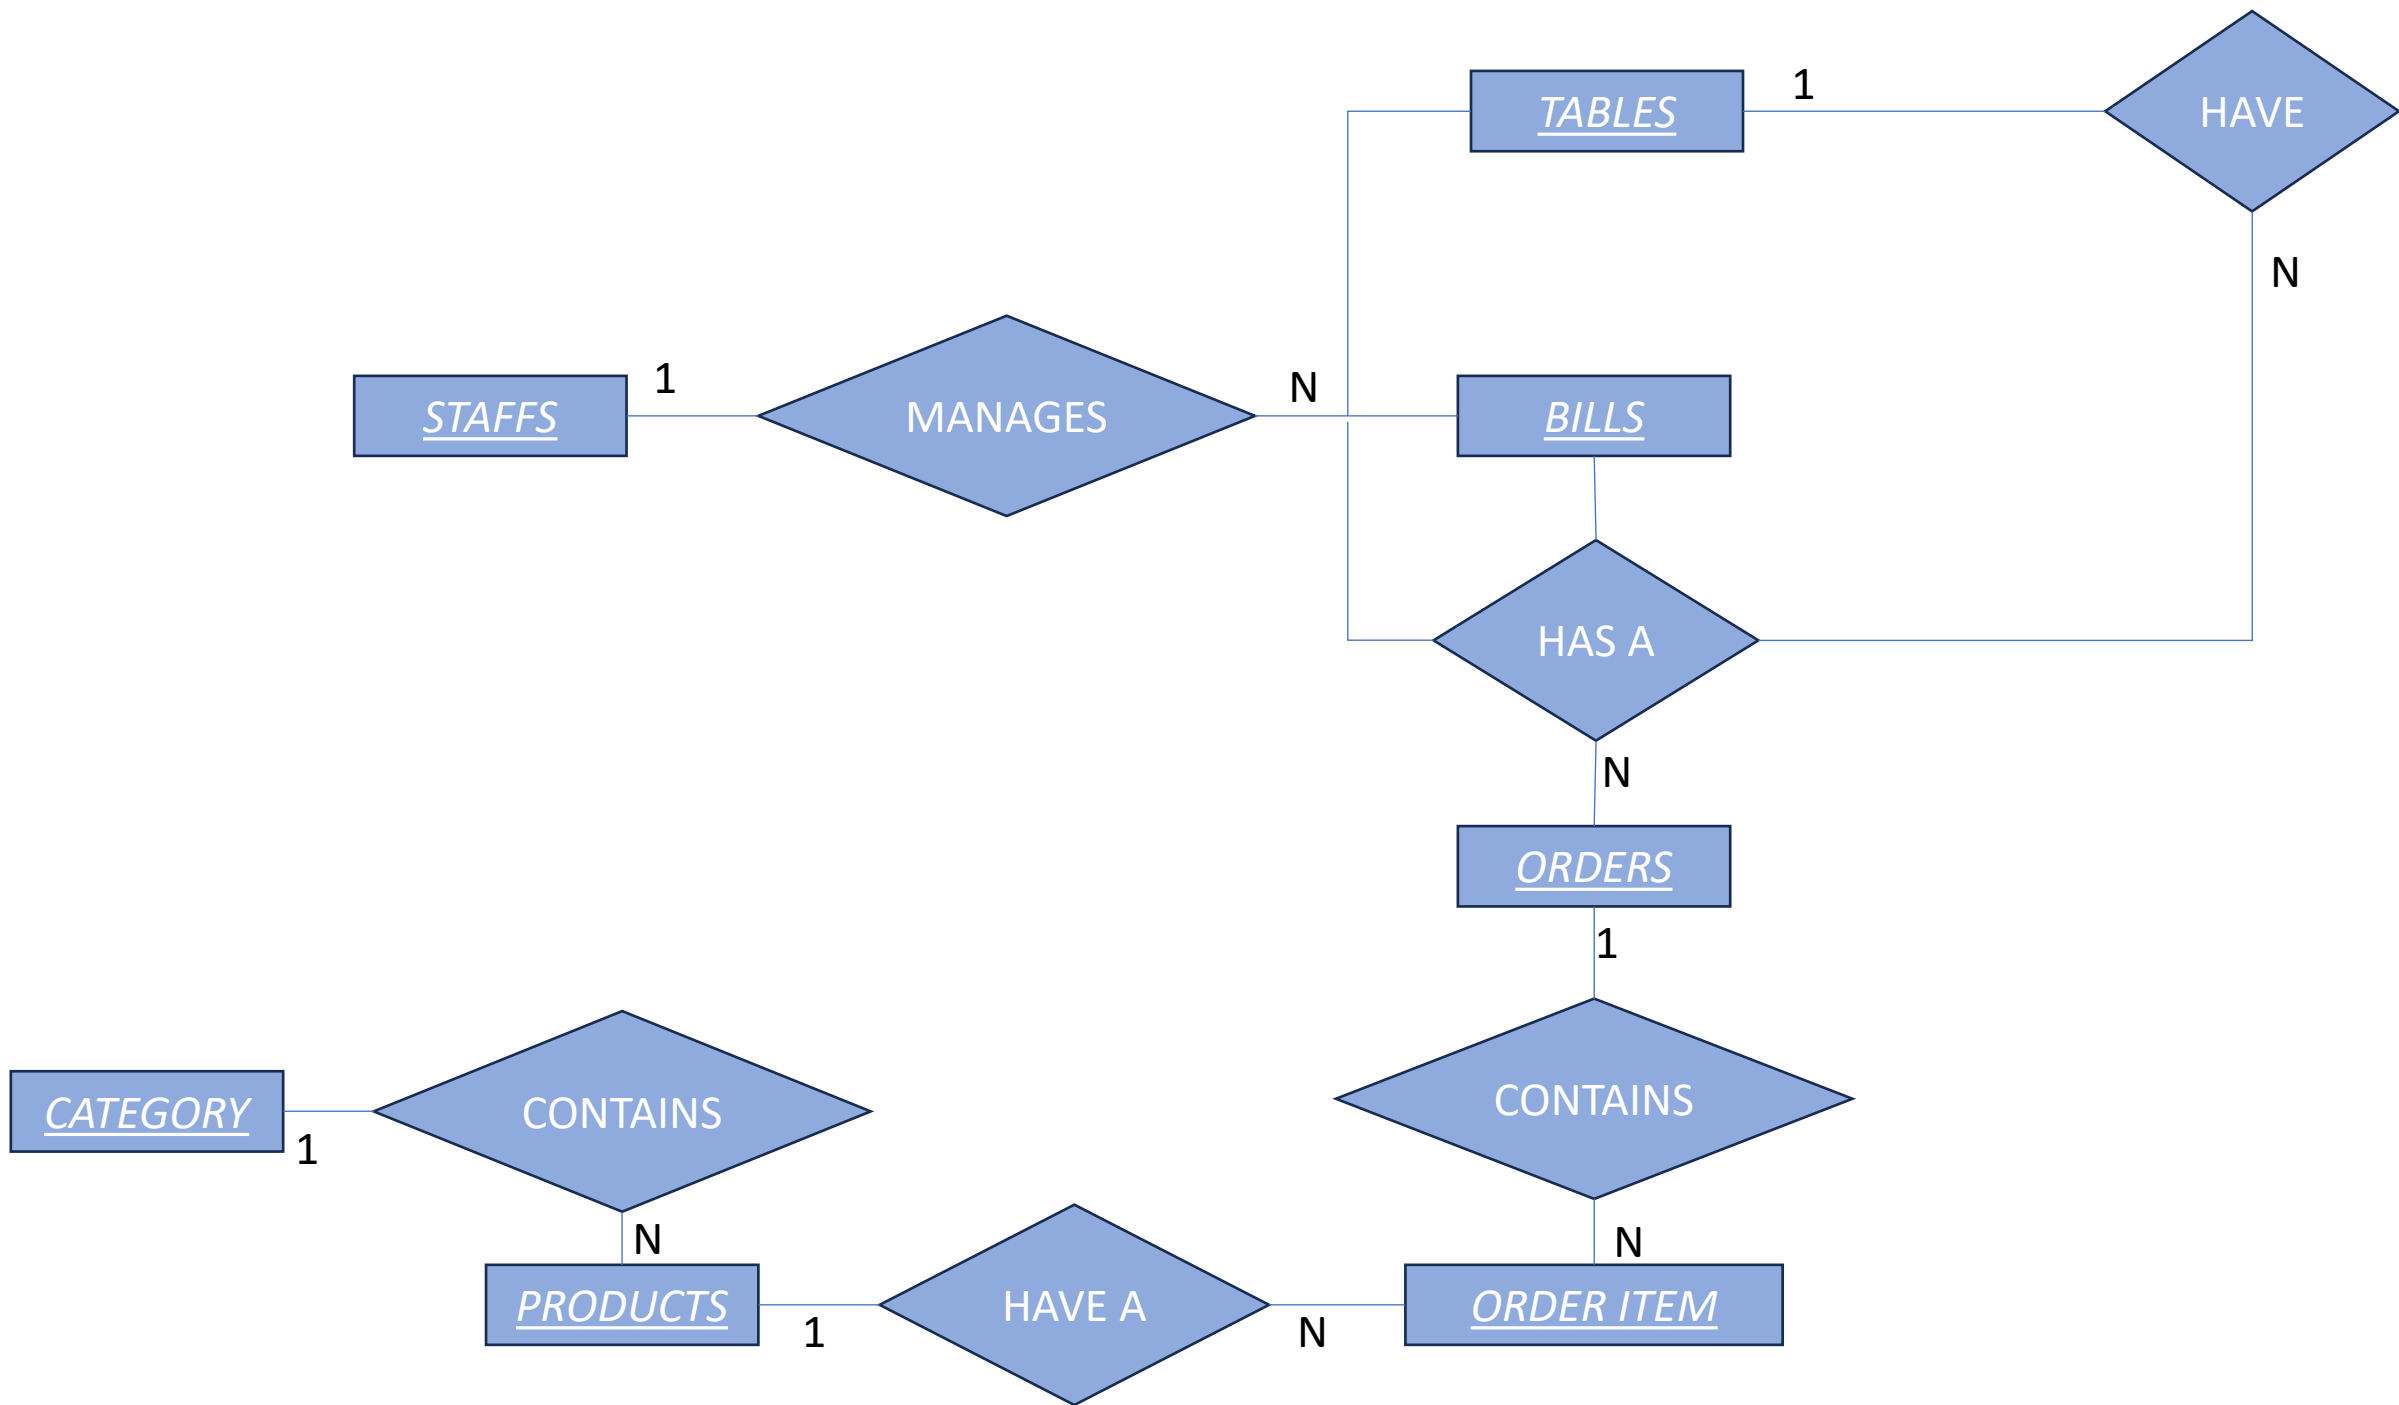 TABLES
1
HAVE
N
STAFFS
1
MANAGES
N
BILLS
HAS A
N
ORDERS
1
CONTAINS
N
CATEGORY
1
CONTAINS
N
PRODUCTS
1
HAVE A
N
ORDER ITEM